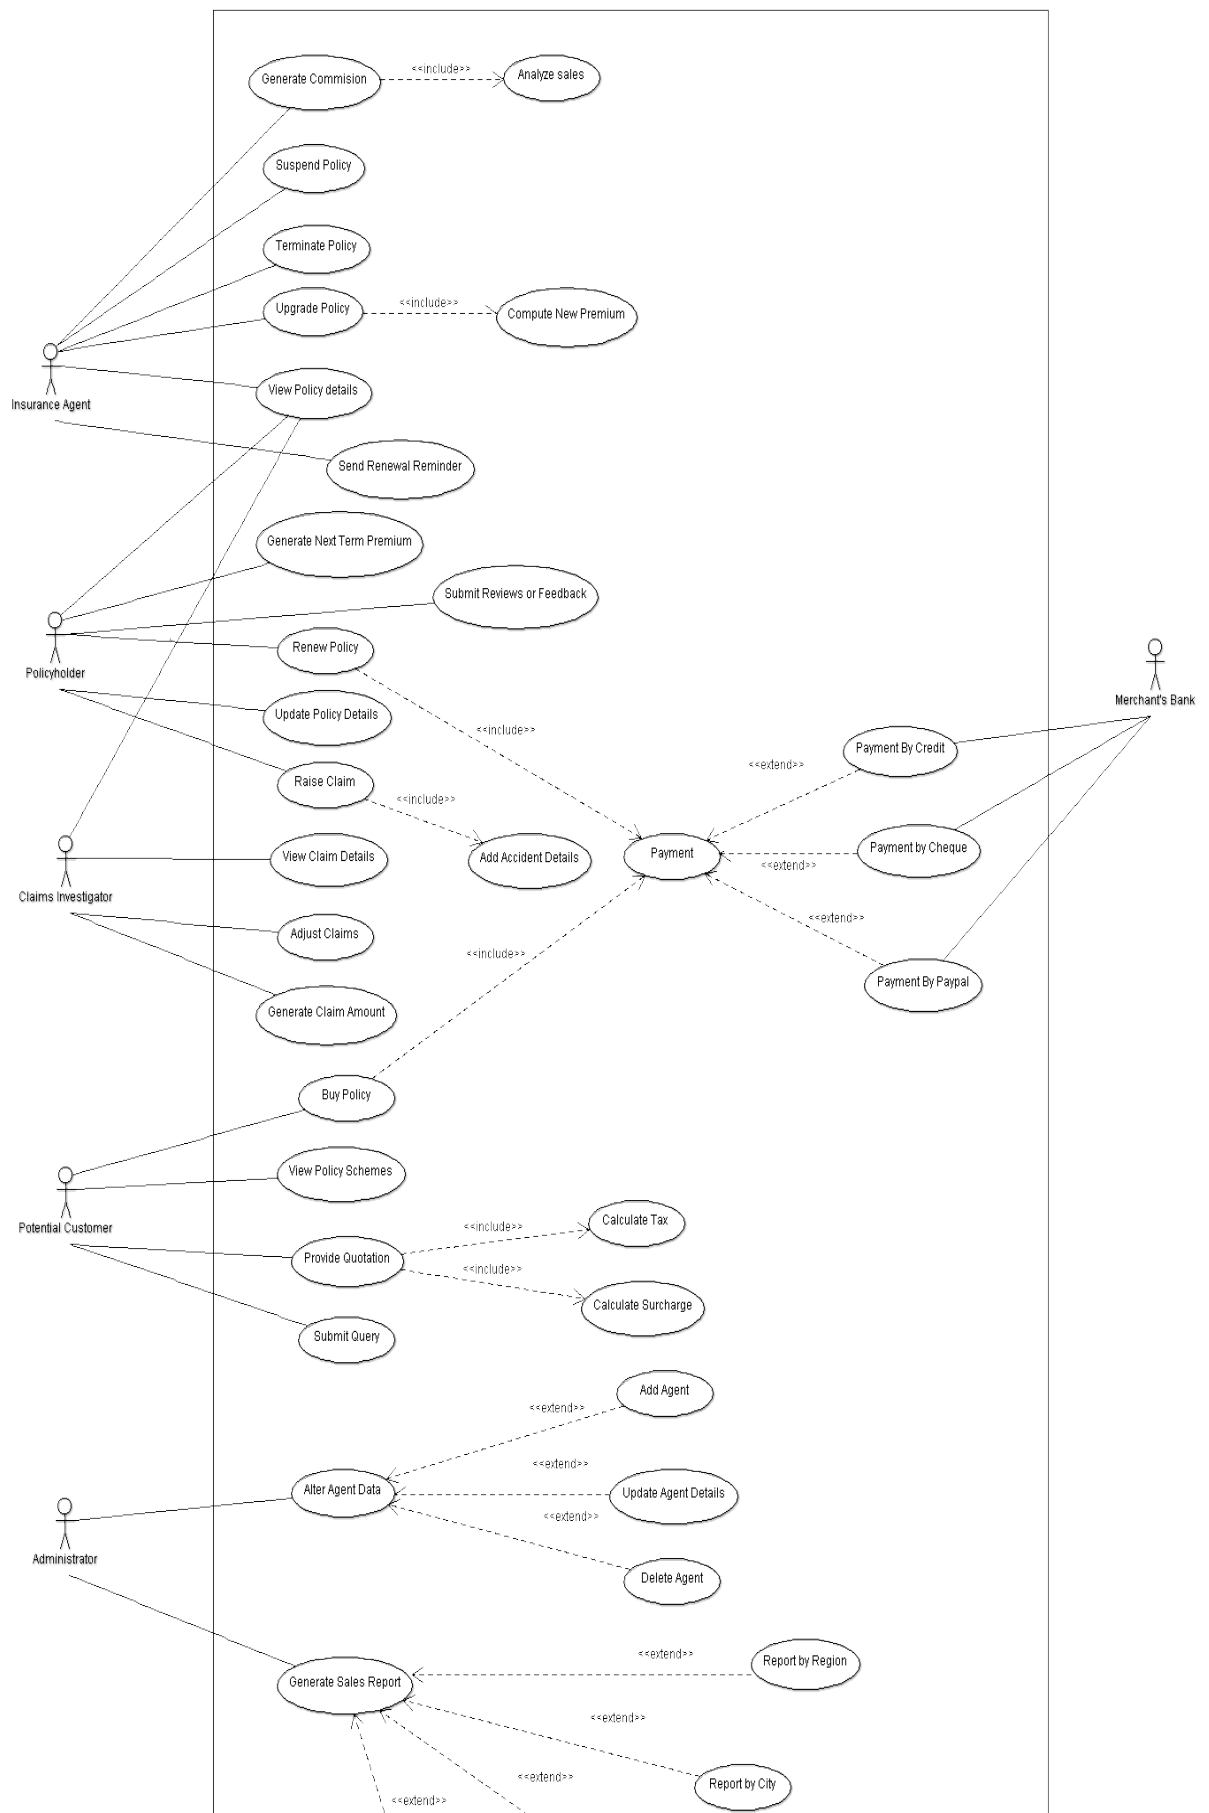 Generate Commision
<<include>>
Analyze sales
Suspend Policy
Terminate Policy
Upgrade Policy
<<include>>
Compute New Premium
Insurance Agent
View Policy details
Send Renewal Reminder
Generate Next Term Premium
Submit Reviews or Feedback
Policyholder
Renew Policy
Merchant's Bank
Update Policy Details
<<include>>
Payment By Credit
<<extend>>
Raise Claim
<<include>>
Payment by Cheque
<<extend>>
Payment
View Claim Details
Add Accident Details
Claims Investigator
<<extend>>
Adjust Claims
<<include>>
Payment By Paypal
Generate Claim Amount
Buy Policy
View Policy Schemes
Potential Customer
<<include>>
Calculate Tax
Provide Quotation
<<include>>
Calculate Surcharge
Submit Query
Add Agent
<<extend>>
<<extend>>
Alter Agent Data
Update Agent Details
<<extend>>
Administrator
Delete Agent
<<extend>>
Report by Region
Generate Sales Report
<<extend>>
<<extend>>
Report by City
<<extend>>